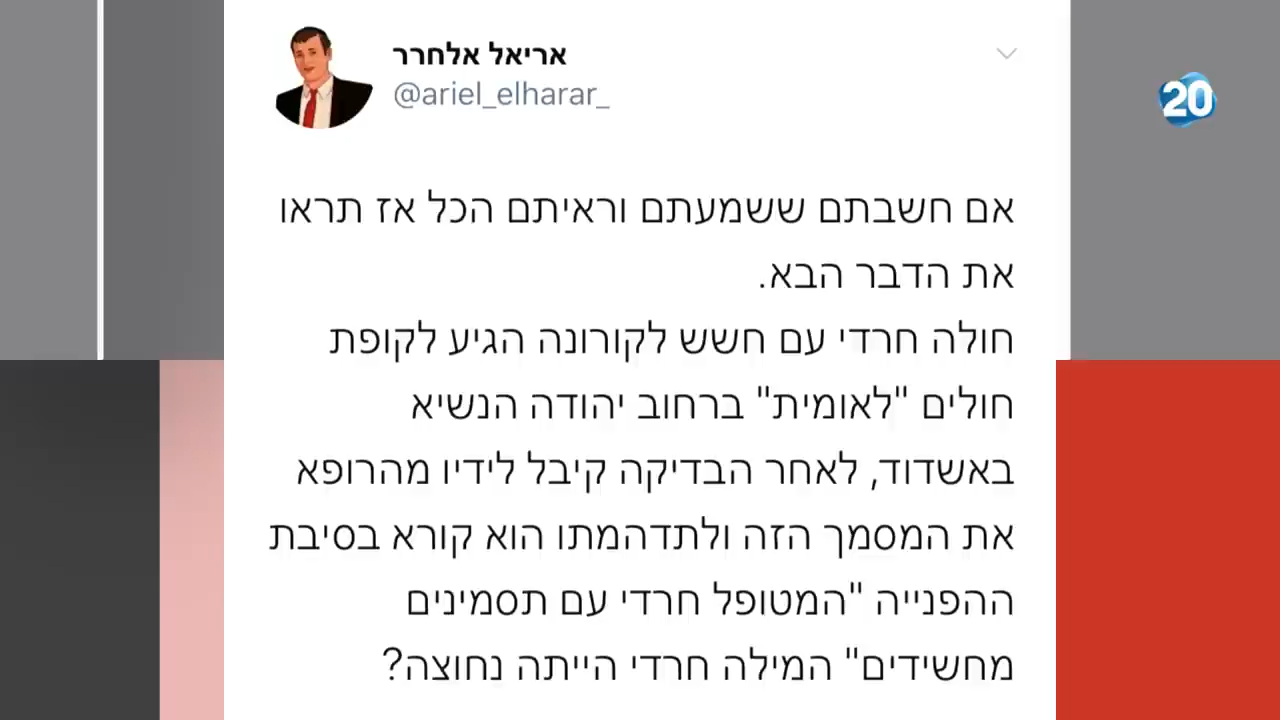 אריאל אלחרר
@ariel_elharar_
20
אם חשבתם ששמעתם וראיתם הכל אז תראו
את הדבר הבא.
חולה חרדי עם חשש לקורונה הגיע לקופת
חולים "לאומית" ברחוב יהודה הנשיא
באשדוד, לאחר הבדיקה קיבל לידיו מהרופא
את המסמך הזה ולתדהמתו הוא קורא בסיבת
ההפנייה "המטופל חרדי עם תסמינים
מחשידים" המילה חרדי הייתה נחוצה?